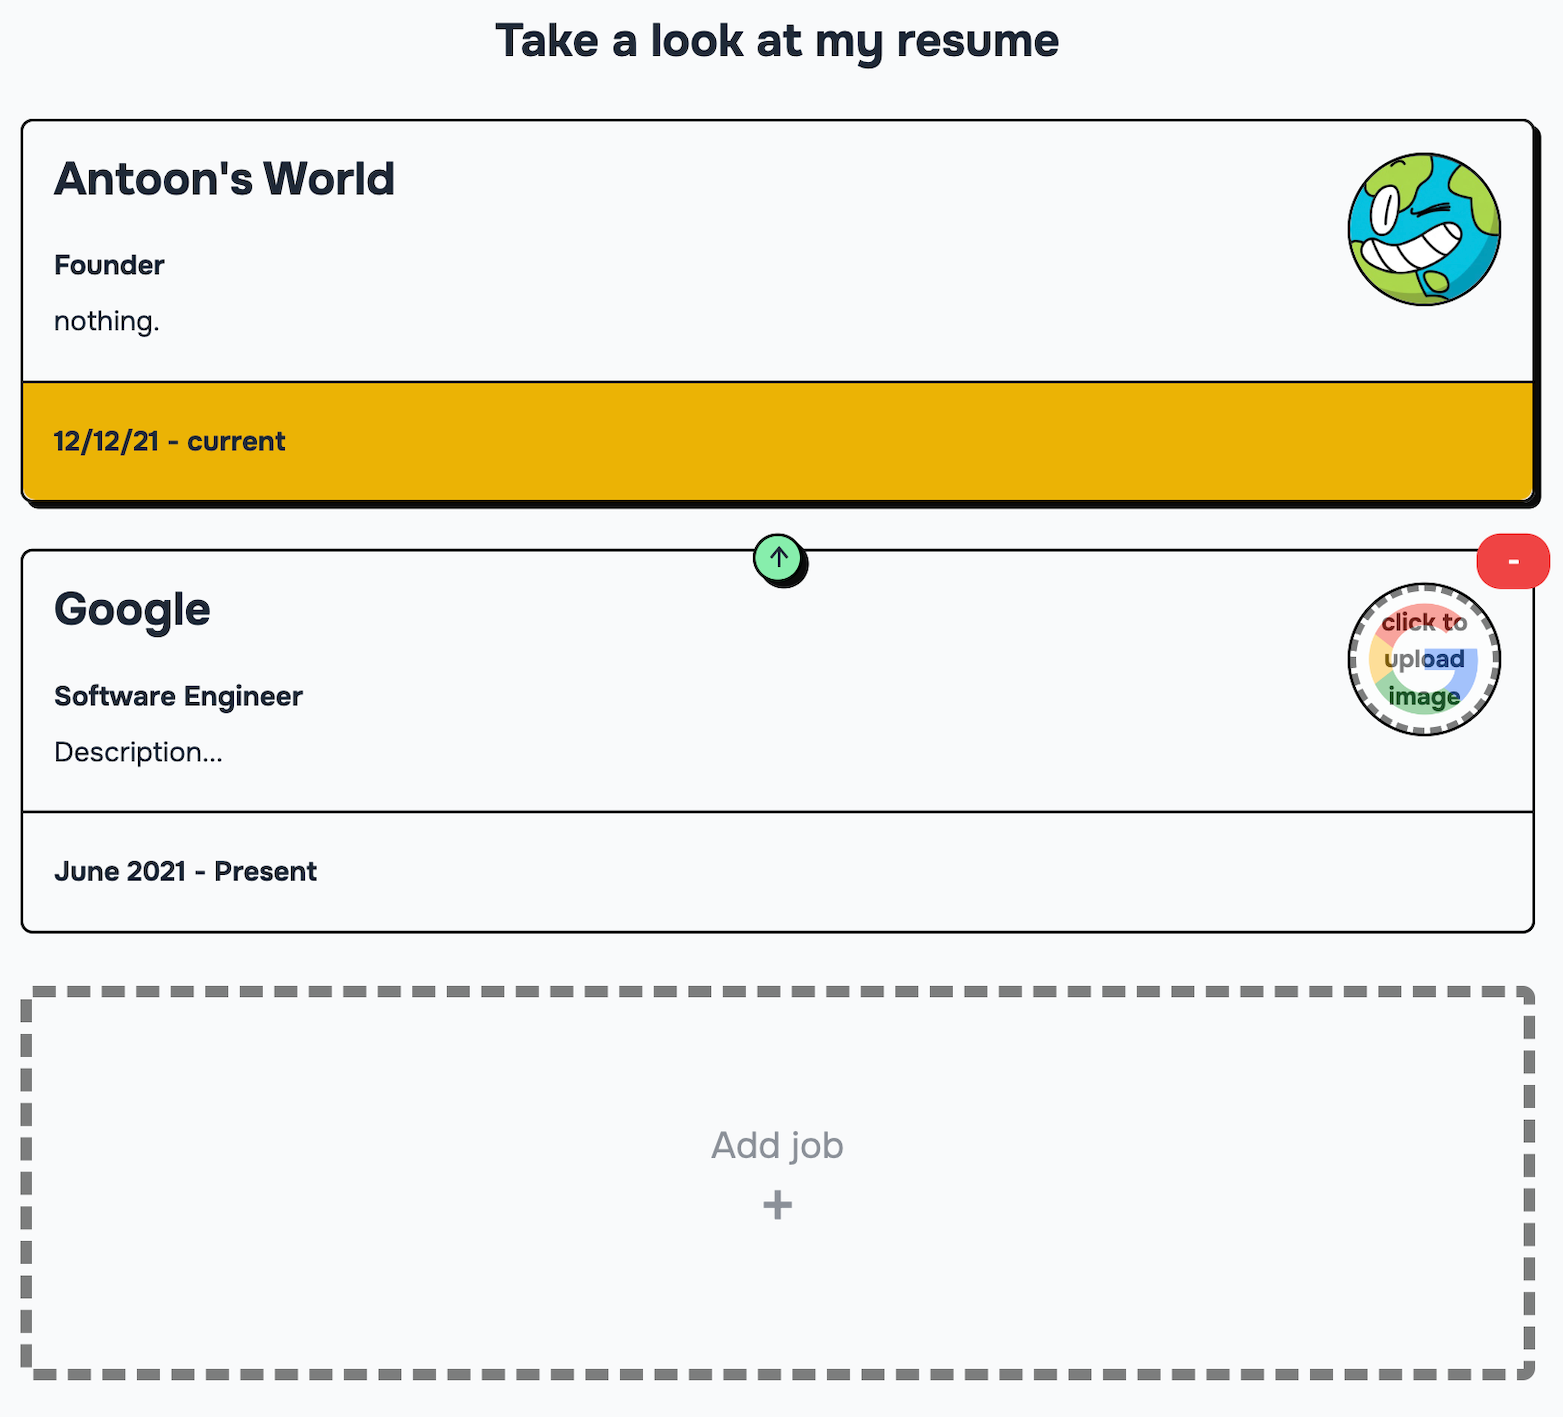 Take a look at my resume
Antoon's World
Founder
nothing.
12/12/21 - current
-
Google
click to
upload
image
Software Engineer
Description...
June 2021 - Present
Add job
+